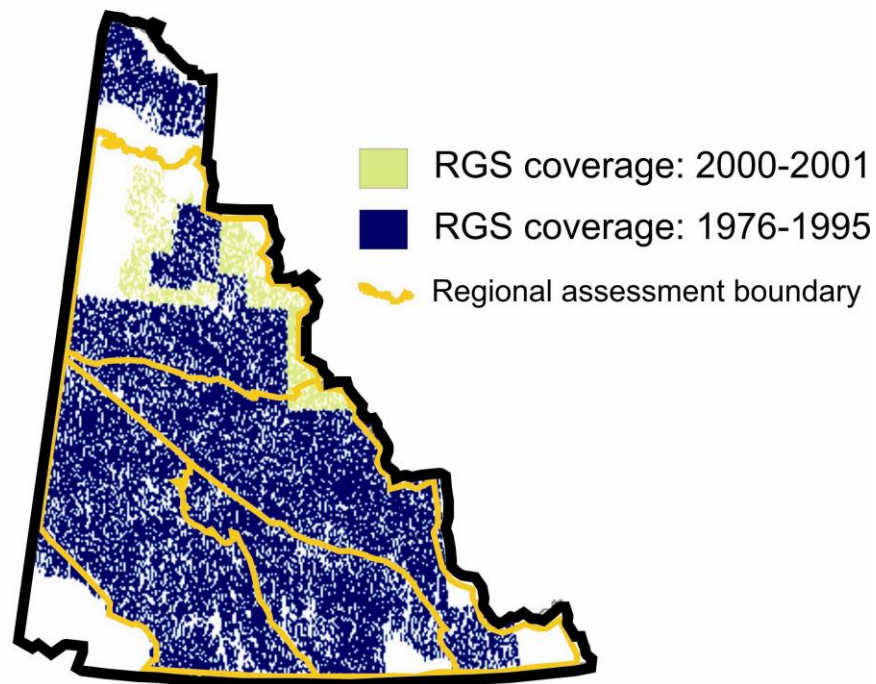 RGS coverage: 2000-2001
RGS coverage: 1976-1995
Regional assessment boundary